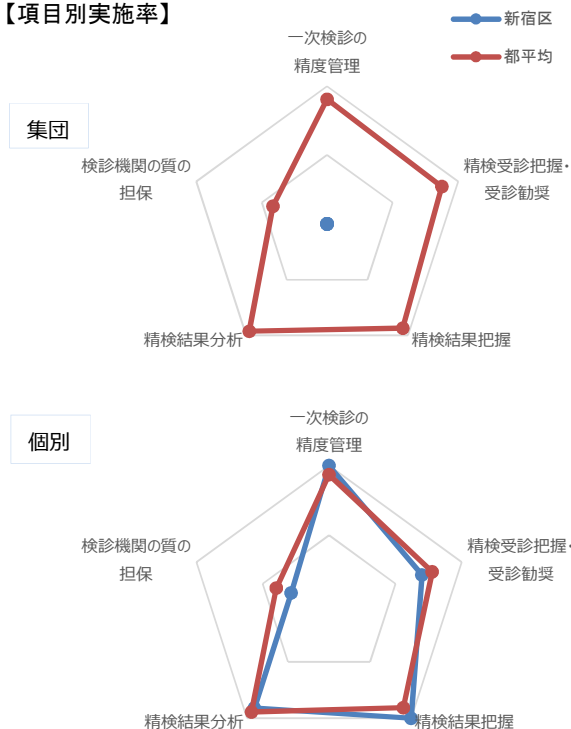 【項目別実施率】
新宿区
都平均
集団
一次検診の
精度管理
精検受診把握・
受診勧奨
精検結果把握
精検結果分析
検診機関の質の
担保
個別
一次検診の
精度管理
精検受診把握・
受診勧奨
精検結果把握
精検結果分析
検診機関の質の
担保